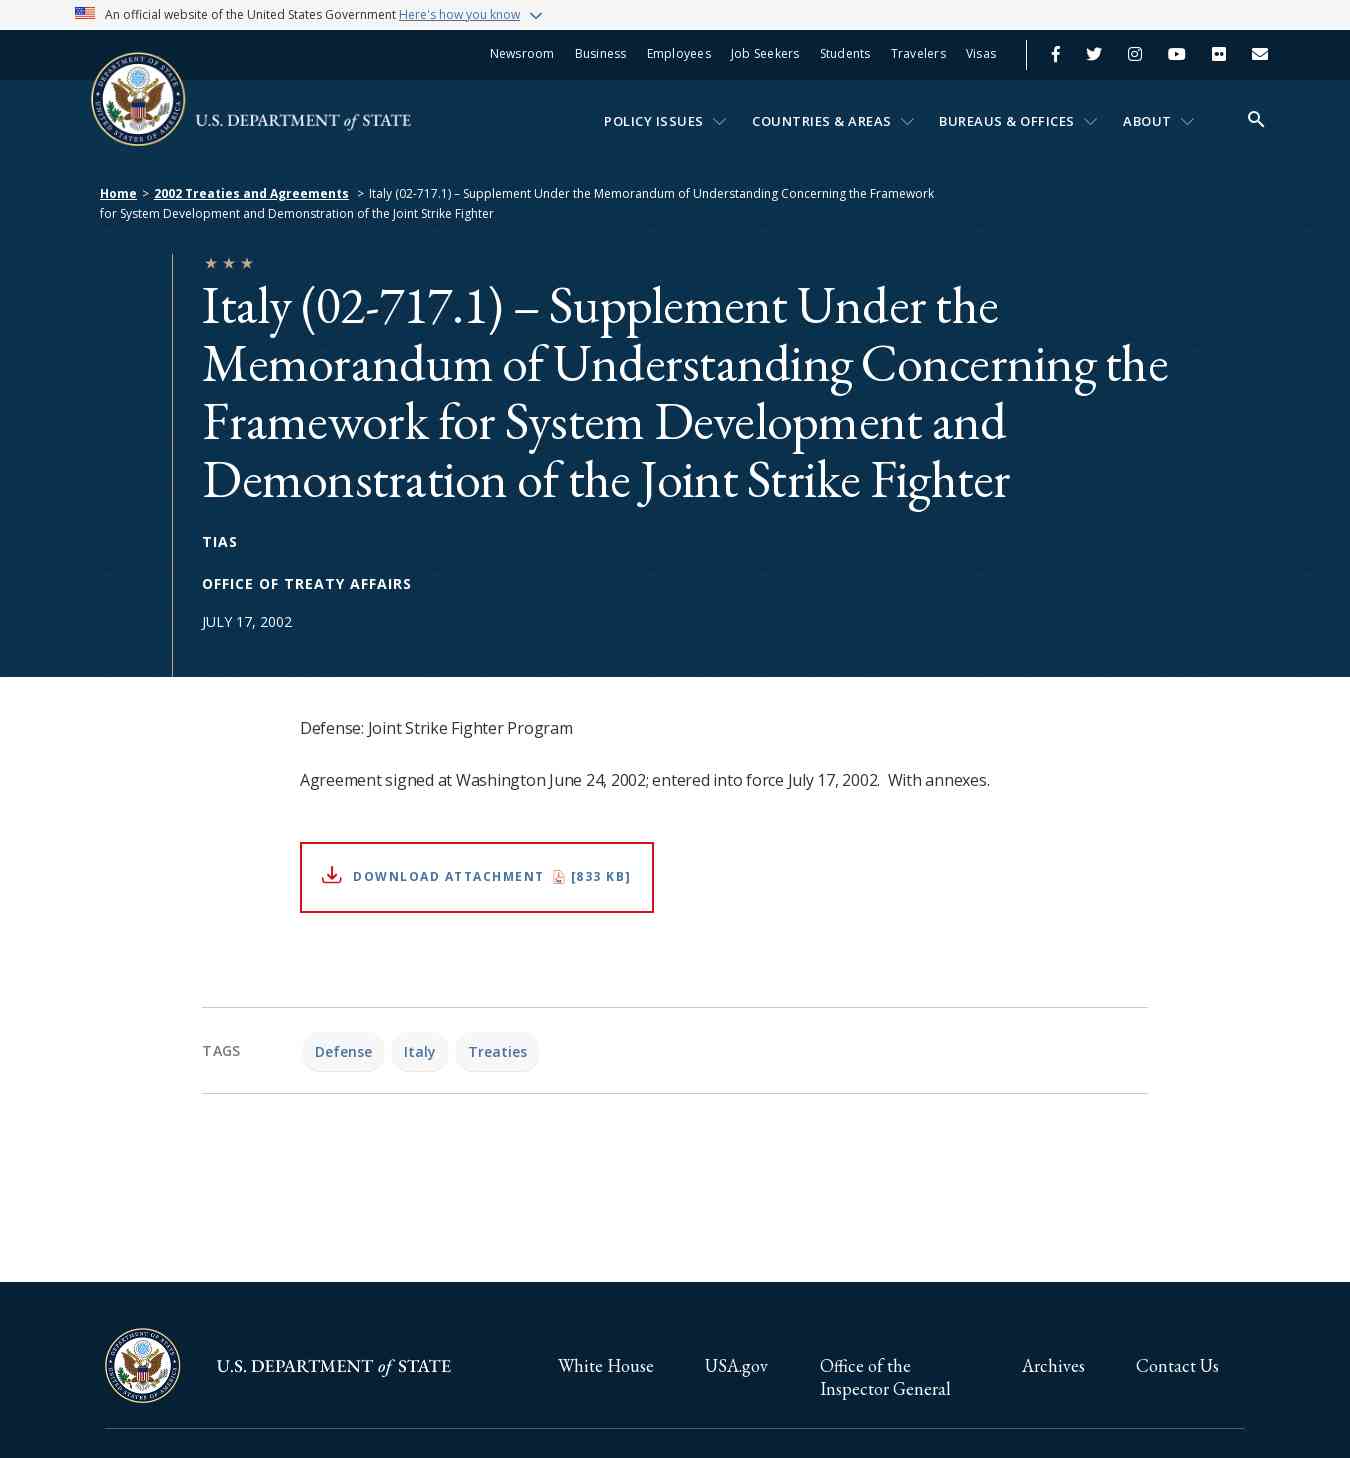 An official website of the United States Government Here's how you know
Newsroom Business Employees Job Seekers Students Travelers Visas
U.S. DEPARTMENT of STATE
POLICY ISSUES COUNTRIES & AREAS BUREAUS & OFFICES ABOUT
Home > 2002 Treaties and Agreements > Italy (02-717.1) – Supplement Under the Memorandum of Understanding Concerning the Framework
for System Development and Demonstration of the Joint Strike Fighter
Italy (02-717.1) – Supplement Under the
Memorandum of Understanding Concerning the
Framework for System Development and
Demonstration of the Joint Strike Fighter
TIAS
OFFICE OF TREATY AFFAIRS
JULY 17, 2002
Defense: Joint Strike Fighter Program
Agreement signed at Washington June 24, 2002; entered into force July 17, 2002.  With annexes.
DOWNLOAD ATTACHMENT [833 KB]
TAGS Defense Italy Treaties
DEPARTMENT OF STATE
UNITED STATES OF AMERICA
U.S. DEPARTMENT of STATE
White House USA.gov Office of the Archives Contact Us
Inspector General